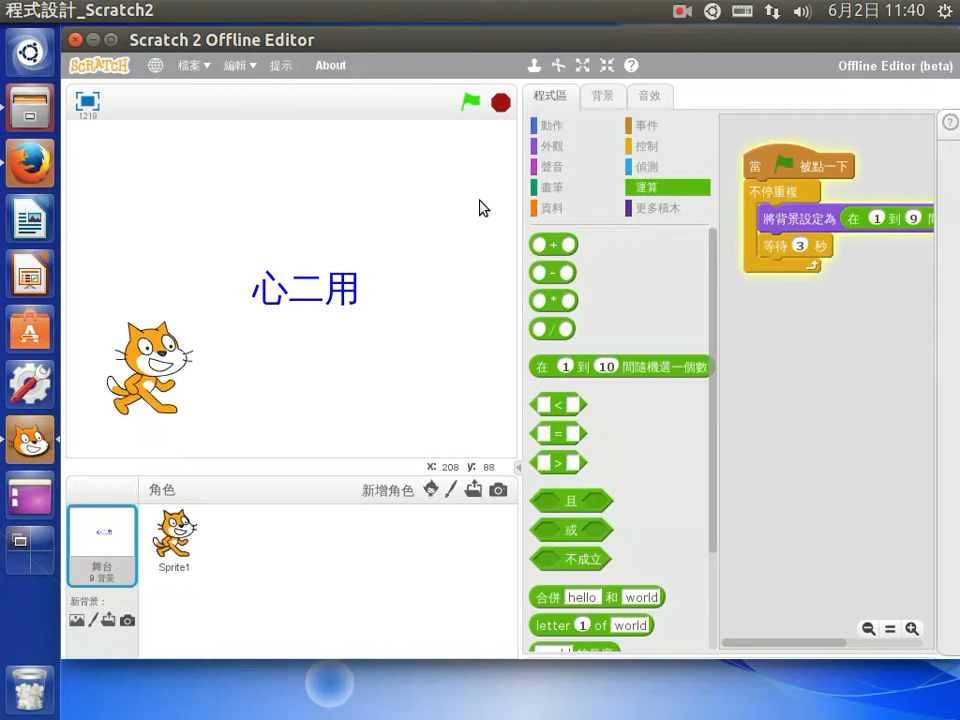 程式設計_Scratch2
6月2日 11:40
Scratch 2 Offline Editor
SCRATCH 檔案 編輯 提示 About
Offline Editor (beta)
1219
程式區 背景 音效
動作 事件
外觀 控制
聲音 偵測
畫筆 運算
資料 更多積木
+
-
*
/
在 1 到 10 間隨機選一個數
<
=
>
且
或
不成立
合併 hello 和 world
letter 1 of world
當 被點一下
不停重複
將背景設定為 在 1 到 9
等待 3 秒
心二用
x: 208 y: 88
角色 新增角色
心二用
舞台
9 背景
新背景:
Sprite1